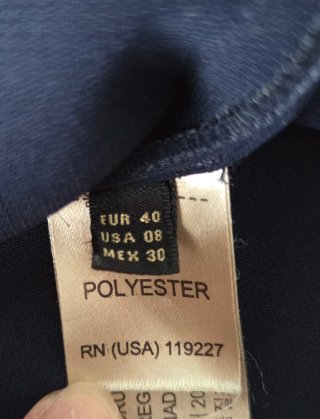 EUR 40
USA 08
MEX 30
POLYESTER
RN (USA) 119227